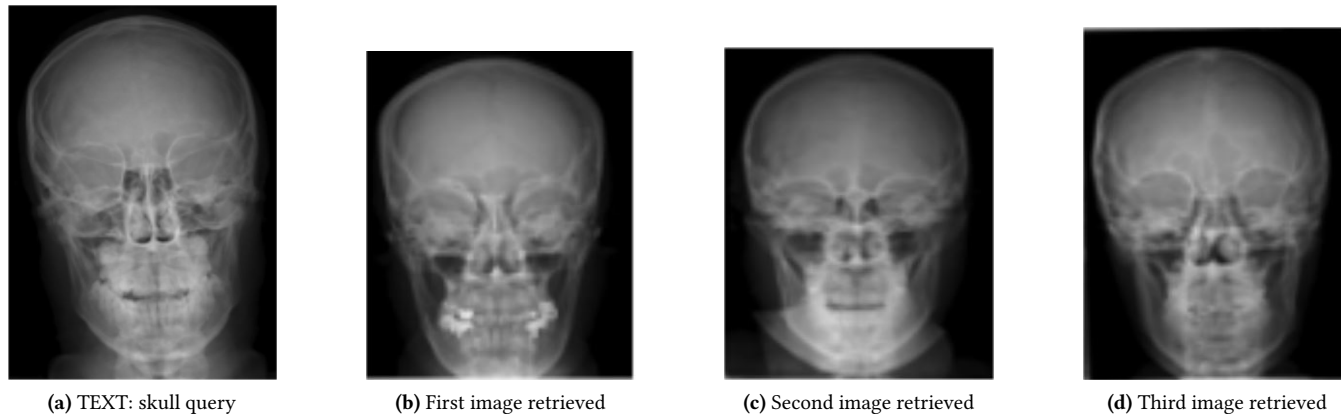 (a) TEXT: skull query
(b) First image retrieved
(c) Second image retrieved
(d) Third image retrieved